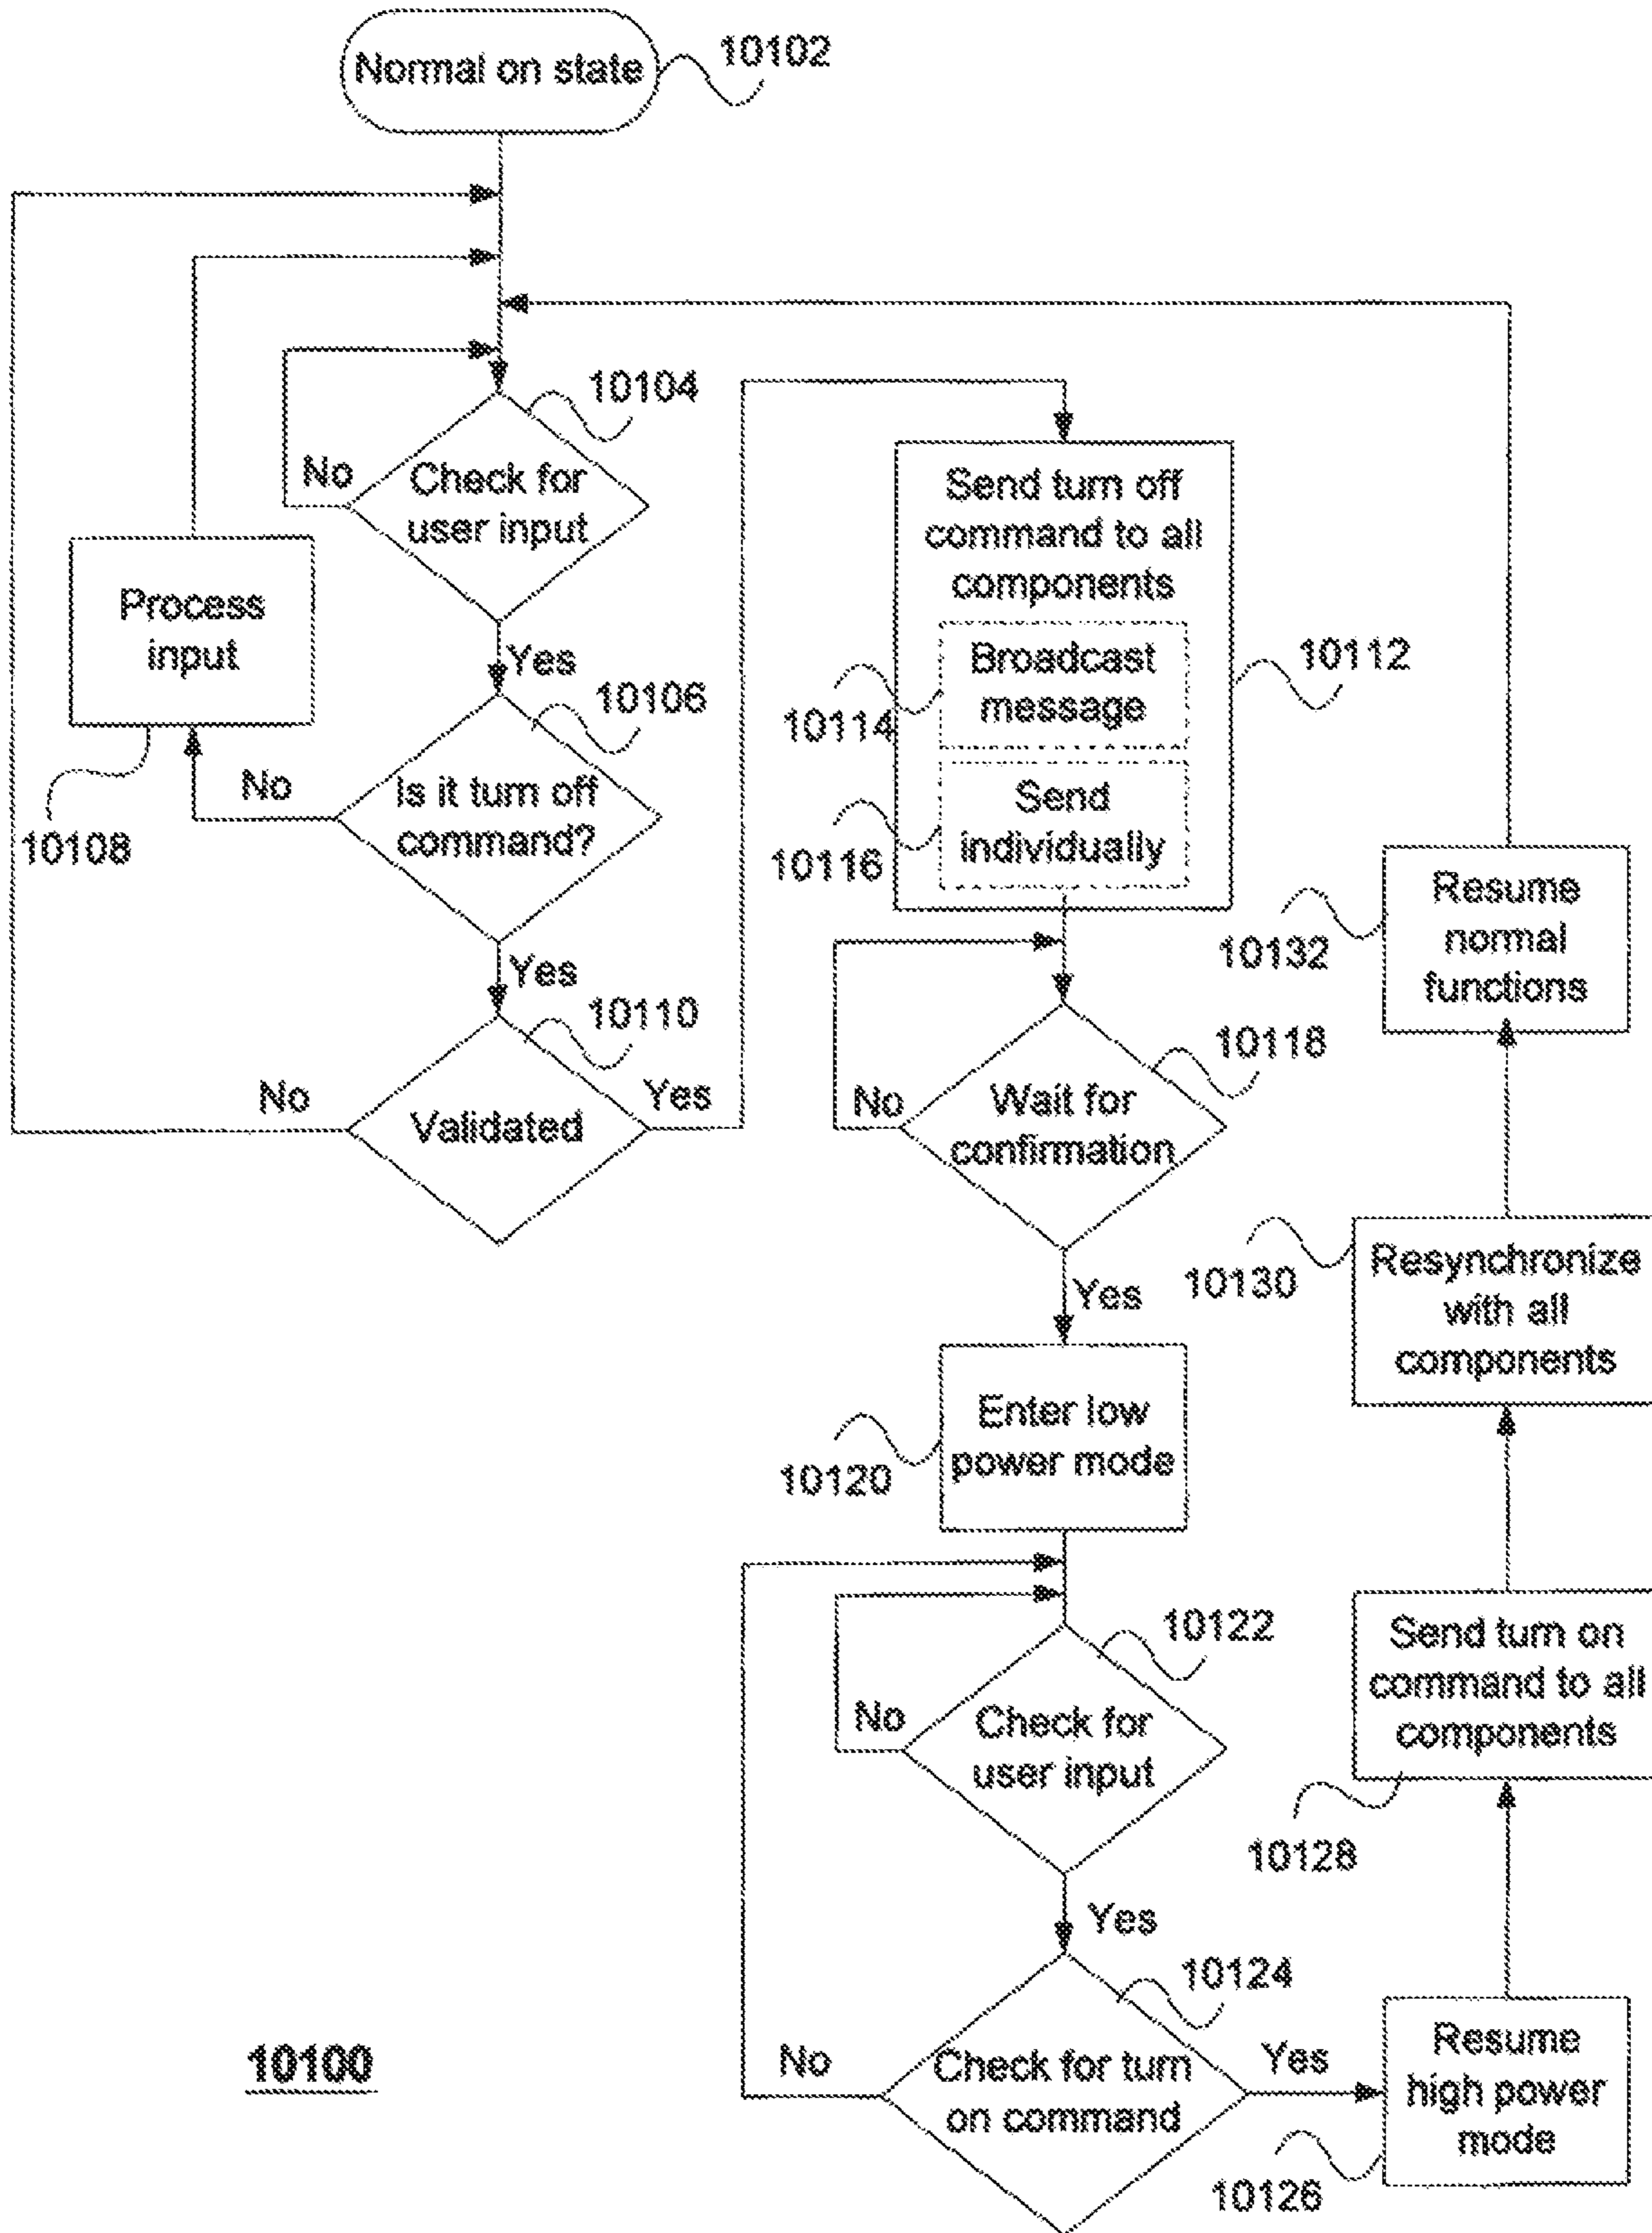 Normal on state
10102
10104
No
Check for
user input
Process
input
Yes
10106
No
Is it turn off
command?
10108
Yes
10110
No
Validated
Yes
Send turn off
command to all
components
Broadcast
message
10112
10114
Send
individually
10116
10118
No
Wait for
confirmation
Yes
Enter low
power mode
10120
10122
No
Check for
user input
Yes
10124
No
Check for turn
on command
Yes
Resume
high power
mode
10126
Send turn on
command to all
components
10128
Resynchronize
with all
components
10130
Resume
normal
functions
10132
10100